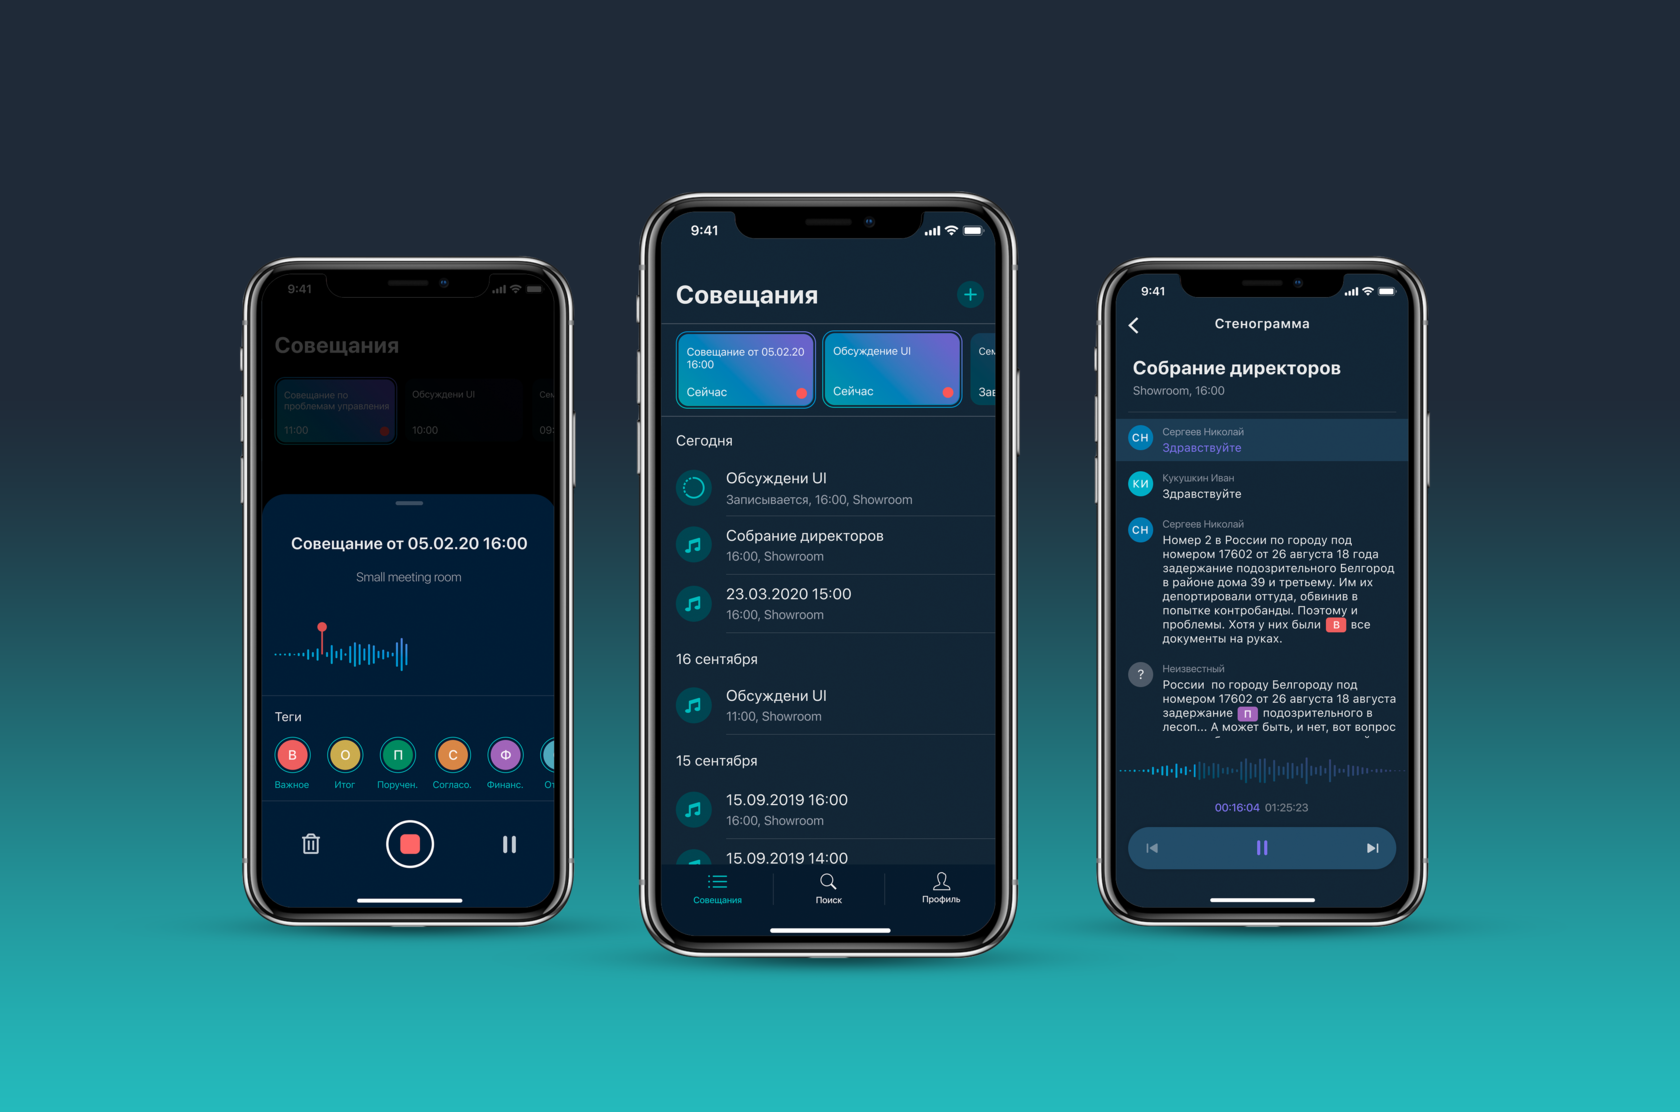 9:41
Совещания
Совещание по
проблемам управления
11:00
Обсуждени UI
10:00
Сем
09:
Совещание от 05.02.20 16:00
Small meeting room
Теги
В
О
П
С
Ф
Важное
Итог
Поручен.
Согласо.
Финанс.
От
9:41
Совещания
Совещание от 05.02.20
16:00
Сейчас
Обсуждение UI
Сейчас
Сем
Зав
Сегодня
Обсуждени UI
Записывается, 16:00, Showroom
Собрание директоров
16:00, Showroom
23.03.2020 15:00
16:00, Showroom
16 сентября
Обсуждени UI
11:00, Showroom
15 сентября
15.09.2019 16:00
16:00, Showroom
15.09.2019 14:00
Совещания
Поиск
Профиль
9:41
Стенограмма
Собрание директоров
Showroom, 16:00
СН
Сергеев Николай
Здравствуйте
КИ
Кукушкин Иван
Здравствуйте
СН
Сергеев Николай
Номер 2 в России по городу под
номером 17602 от 26 августа 18 года
задержание подозрительного Белгород
в районе дома 39 и третьему. Им их
депортировали оттуда, обвинив в
попытке контробанды. Поэтому и
проблемы. Хотя у них были В все
документы на руках.
?
Неизвестный
России по городу Белгороду под
номером 17602 от 26 августа 18 августа
задержание П подозрительного в
лесоп... А может быть, и нет, вот вопрос
00:16:04 01:25:23